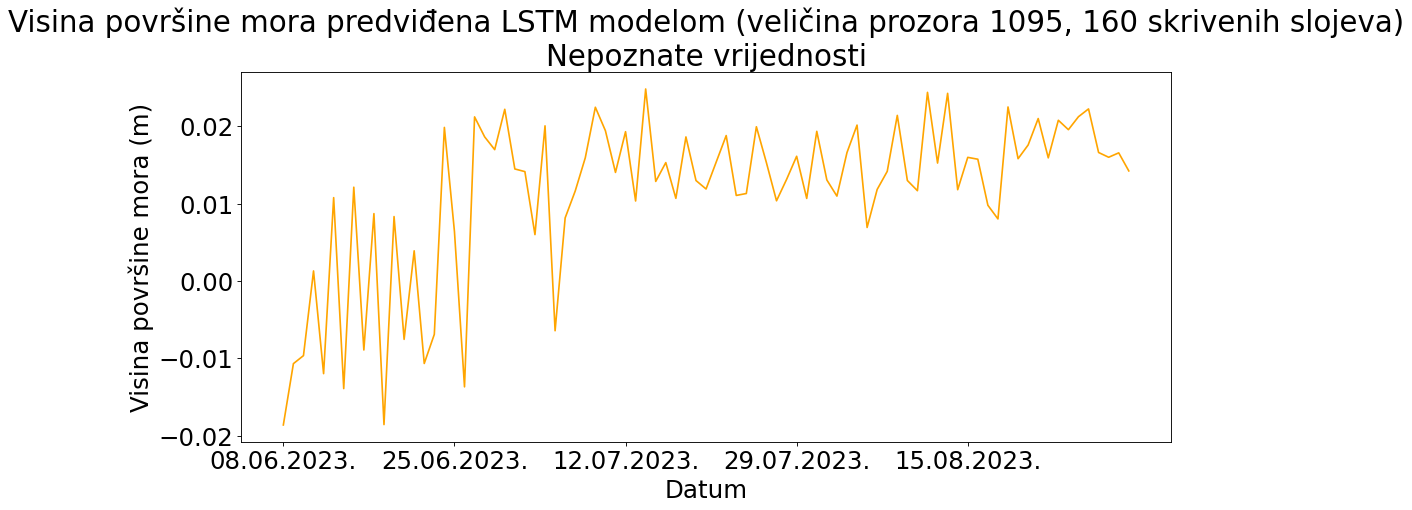 Visina površine mora predviđena LSTM modelom (veličina prozora 1095, 160 skrivenih slojeva)
Nepoznate vrijednosti
Visina površine mora (m)
0.02
0.01
0.00
−0.01
−0.02
08.06.2023. 25.06.2023. 12.07.2023. 29.07.2023. 15.08.2023.
Datum